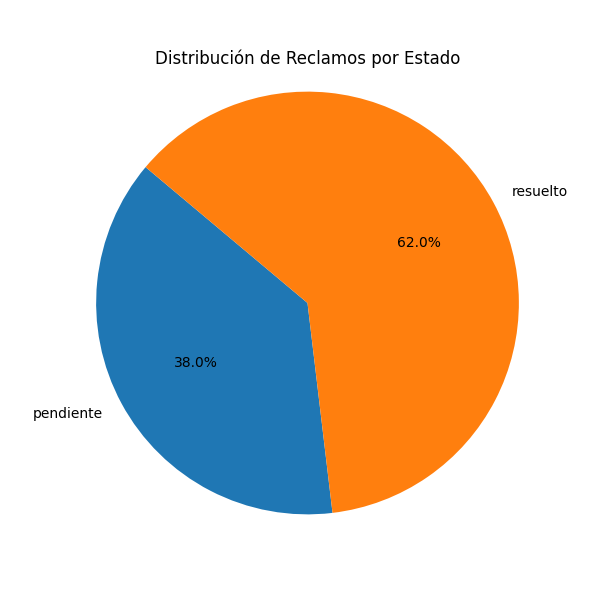 Distribución de Reclamos por Estado
resuelto
62.0%
38.0%
pendiente